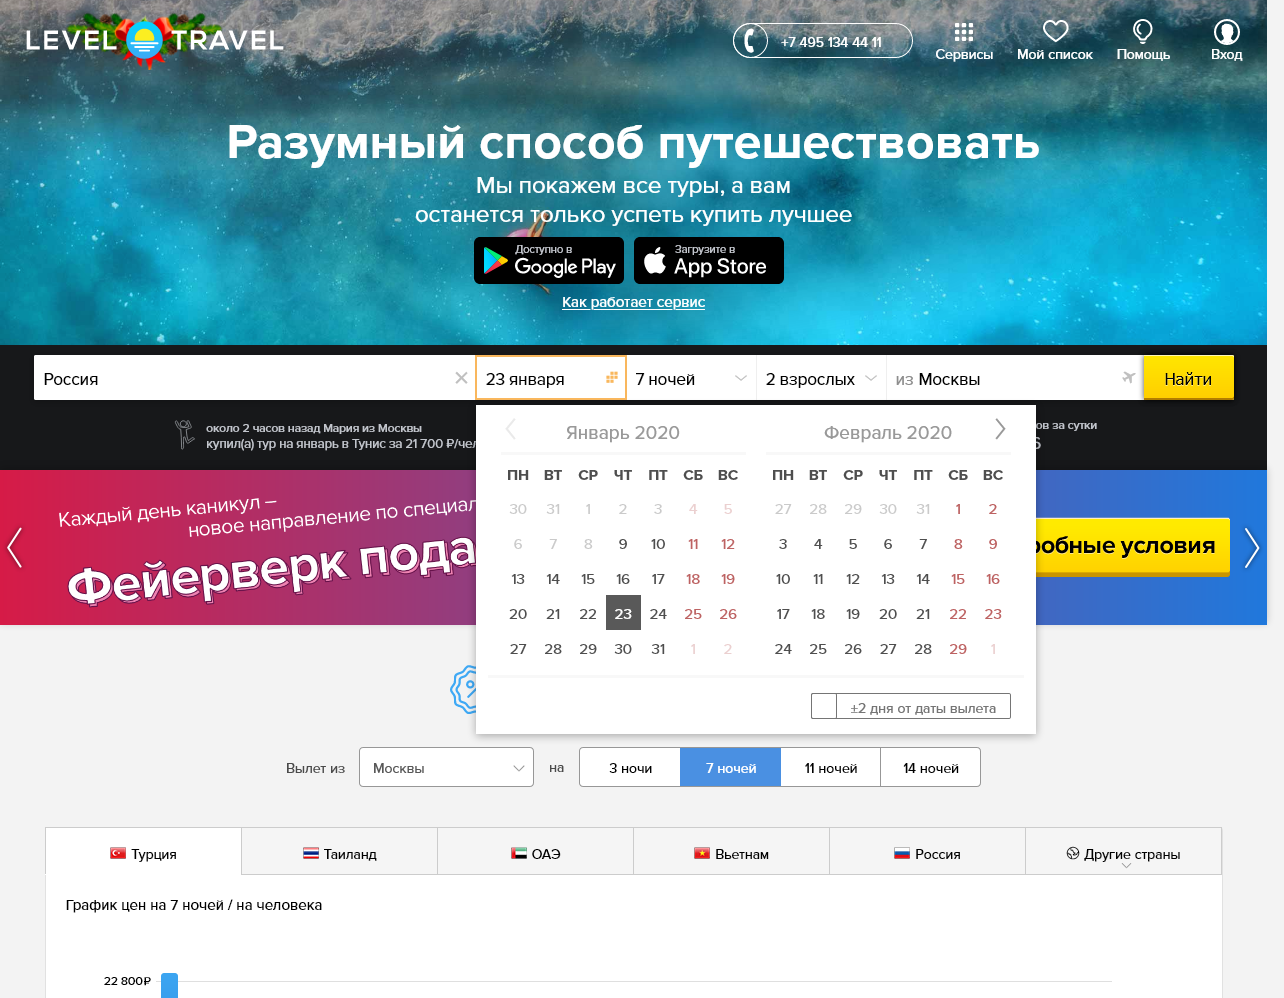 LEVEL TRAVEL
+7 495 134 44 11
Сервисы
Мой список
Помощь
Вход
Разумный способ путешествовать
Мы покажем все туры, а вам
останется только успеть купить лучшее
Доступно в
Google Play
Загрузите в
App Store
Как работает сервис
Россия
23 января
7 ночей
2 взрослых
из Москвы
Найти
около 2 часов назад Мария из Москвы
купил(а) тур на январь в Тунис за 21 700 ₽/чел
ов за сутки
Январь 2020
Февраль 2020
ПН ВТ СР ЧТ ПТ СБ ВС
ПН ВТ СР ЧТ ПТ СБ ВС
30 31 1 2 3 4 5
27 28 29 30 31 1 2
6 7 8 9 10 11 12
3 4 5 6 7 8 9
13 14 15 16 17 18 19
10 11 12 13 14 15 16
20 21 22 23 24 25 26
17 18 19 20 21 22 23
27 28 29 30 31 1 2
24 25 26 27 28 29 1
±2 дня от даты вылета
Каждый день каникул –
новое направление по специал
Фейерверк пода
робные условия
Вылет из
Москвы
на
3 ночи
7 ночей
11 ночей
14 ночей
Турция
Таиланд
ОАЭ
Вьетнам
Россия
Другие страны
График цен на 7 ночей / на человека
22 800₽